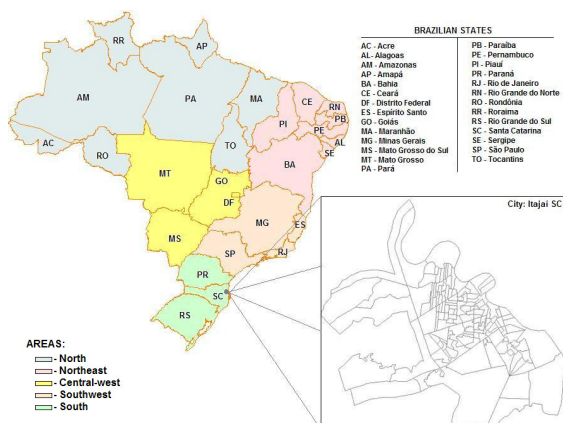 BRAZILIAN STATES
AC - Acre
AL - Alagoas
AM - Amazonas
AP - Amapá
BA - Bahia
CE - Ceará
DF - Distrito Federal
ES - Espírito Santo
GO - Goiás
MA - Maranhão
MG - Minas Gerais
MS - Mato Grosso do Sul
MT - Mato Grosso
PA - Pará
PB - Paraíba
PE - Pernambuco
PI - Piauí
PR - Paraná
RJ - Rio de Janeiro
RN - Rio Grande do Norte
RO - Rondônia
RR - Roraima
RS - Rio Grande do Sul
SC - Santa Catarina
SE - Sergipe
SP - São Paulo
TO - Tocantins
RR
AP
AM
PA
MA
CE
RN
PB
PI
PE
AL
SE
AC
RO
TO
BA
MT
GO
DF
MG
ES
MS
SP
RJ
PR
SC
RS
City: Itajaí SC
AREAS:
- North
- Northeast
- Central-west
- Southwest
- South